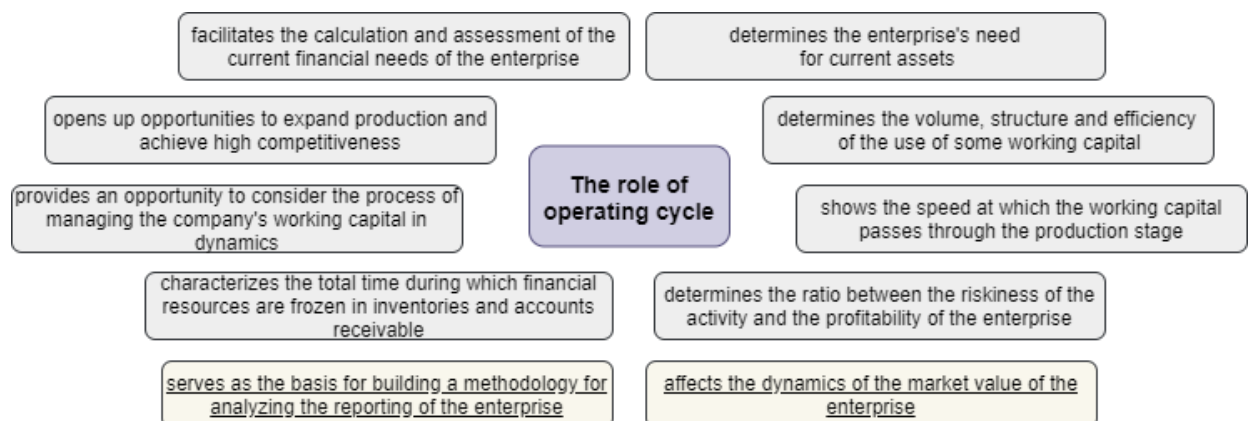 facilitates the calculation and assessment of the
current financial needs of the enterprise
determines the enterprise's need
for current assets
opens up opportunities to expand production and
achieve high competitiveness
determines the volume, structure and efficiency
of the use of some working capital
The role of
operating cycle
provides an opportunity to consider the process of
managing the company's working capital in
dynamics
shows the speed at which the working capital
passes through the production stage
characterizes the total time during which financial
resources are frozen in inventories and accounts
receivable
determines the ratio between the riskiness of the
activity and the profitability of the enterprise
serves as the basis for building a methodology for
analyzing the reporting of the enterprise
affects the dynamics of the market value of the
enterprise